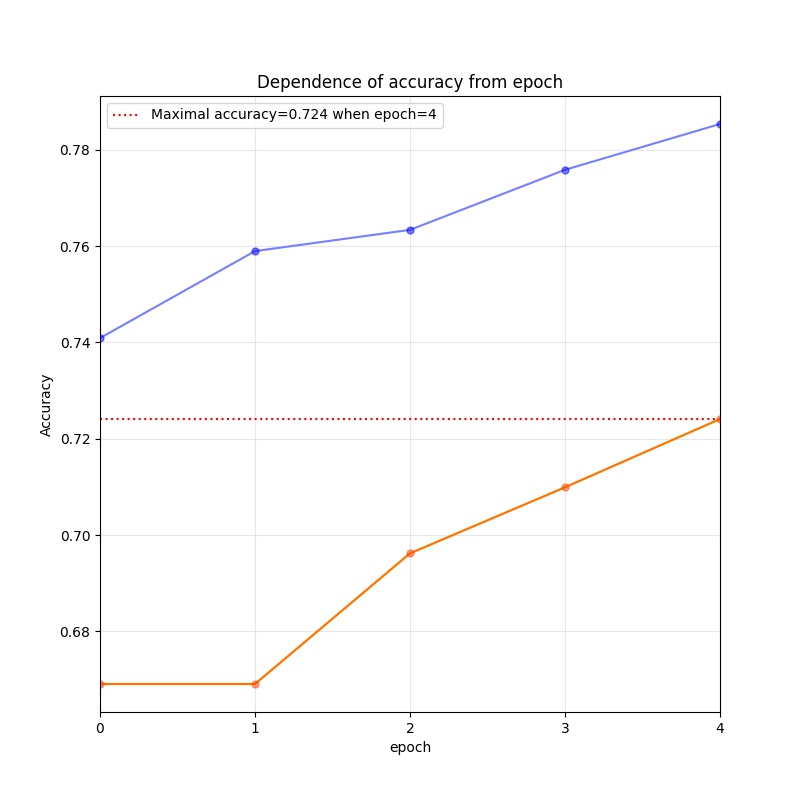 Dependence of accuracy from epoch
Maximal accuracy=0.724 when epoch=4
0.78
0.76
0.74
0.72
0.70
0.68
Accuracy
0 1 2 3 4
epoch